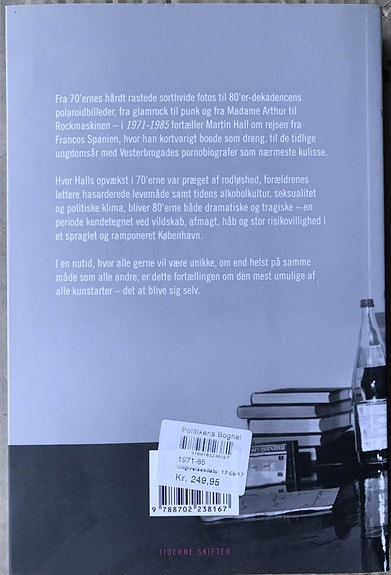 Fra 70'ernes hårdt rastede sorthvide fotos til 80'er-dekadencens
polaroidbilleder, fra glamrock til punk og fra Madame Arthur til
Rockmaskinen – i 1971-1985 fortæller Martin Hall om rejsen fra
Francos Spanien, hvor han kortvarigt boede som dreng, til de tidlige
ungdomsår med Vesterbrogades pornobiografer som nærmeste kulisse.
Hvor Halls opvækst i 70'erne var præget af rodløshed, forældrenes
lettere hasarderede levemåde samt tidens alkoholkultur, seksualitet
og politiske klima, bliver 80'erne både dramatiske og tragiske – en
periode kendetegnet ved vildskab, afmagt, håb og stor risikovillighed i
et spraglet og ramponeret København.
I en nutid, hvor alle gerne vil være unikke, om end helst på samme
måde som alle andre, er dette fortællingen om den mest umulige af
alle kunstarter – det at blive sig selv.
Politikens Boghal
9788702238167
1971-85
Udgivelsesdato: 17-08-17
Kr. 249,95
9 788702 238167
TIDERNE SKIFTER